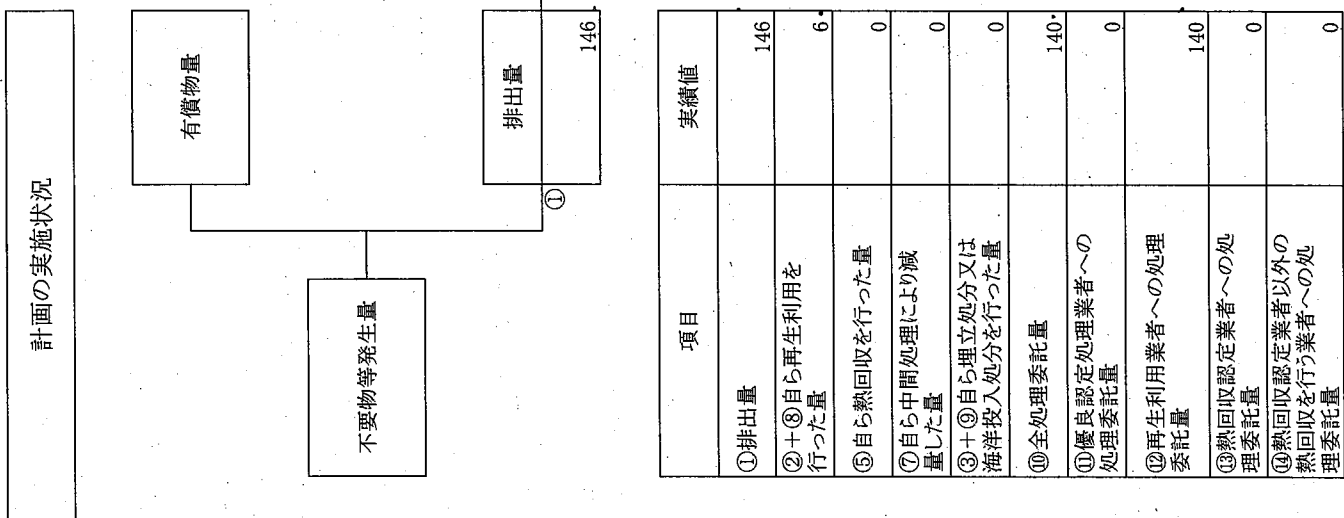 計画の実施状況
不要物等発生量
有償物量
①
排出量
146
項目
実績値
①排出量
146
②+⑧自ら再生利用を
行った量
6
⑤自ら熱回収を行った量
0
⑦自ら中間処理により減
量した量
0
③+⑨自ら埋立処分又は
海洋投入処分を行った量
0
⑩全処理委託量
140
⑪優良認定処理業者への
処理委託量
0
⑫再生利用業者への処理
委託量
140
⑬熱回収認定業者への処
理委託量
0
⑭熱回収認定業者以外の
熱回収を行う業者への処
理委託量
0